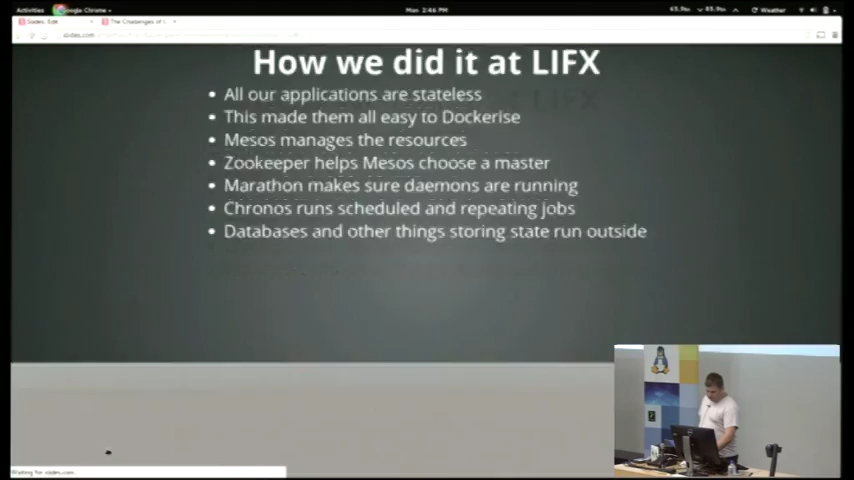 Activities Google Chrome Mon 2:46 PM Weather
Slides: Edit The Challenges of
slides.com
How we did it at LIFX
All our applications are stateless
This made them all easy to Dockerise
Mesos manages the resources
Zookeeper helps Mesos choose a master
Marathon makes sure daemons are running
Chronos runs scheduled and repeating jobs
Databases and other things storing state run outside
Waiting for slides.com